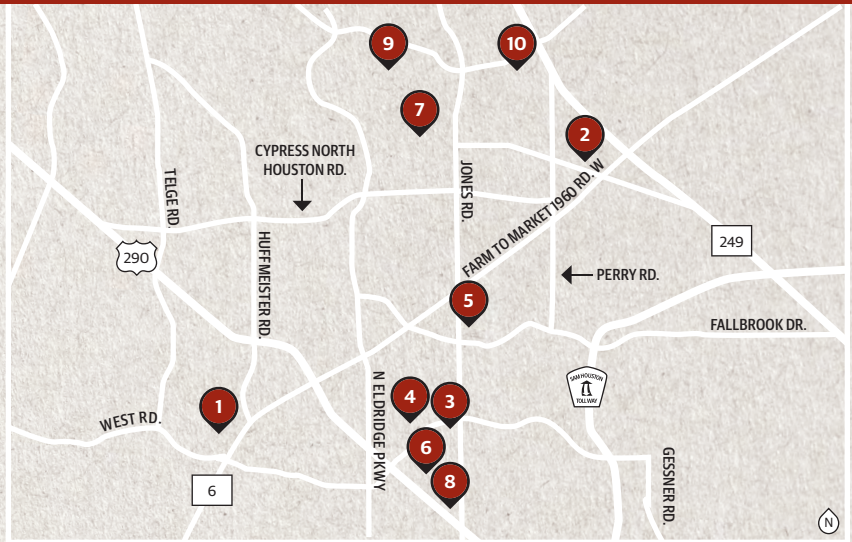 9
10
7
2
CYPRESS NORTH
HOUSTON RD.
TELGE RD.
JONES RD.
FARM TO MARKET 1960 RD. W
249
290
HUFFMEISTER RD.
PERRY RD.
5
FALLBROOK DR.
SAM HOUSTON
TOLLWAY
N ELDRIDGE PKWY
4
3
1
WEST RD.
6
8
GESSNER RD.
6
N